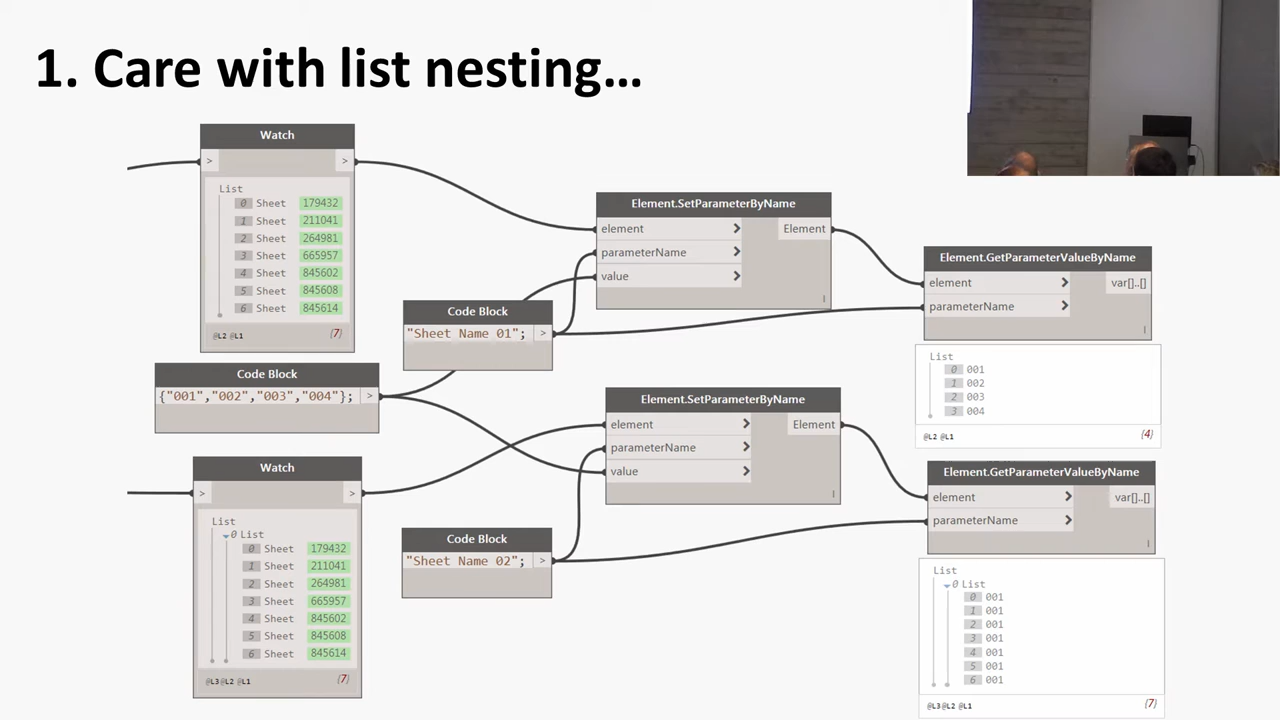 1. Care with list nesting...
Watch
> >
List
0 Sheet 179432
1 Sheet 211041
2 Sheet 264981
3 Sheet 665957
4 Sheet 845602
5 Sheet 845608
6 Sheet 845614
@L2 @L1 {7}
Element.SetParameterByName
element > Element
parameterName >
value >
Code Block
"Sheet Name 01"; >
Element.GetParameterValueByName
element > var[]..[]
parameterName >
List
0 001
1 002
2 003
3 004
@L2 @L1 {4}
Code Block
{"001","002","003","004"}; >
Element.SetParameterByName
element > Element
parameterName >
value >
Watch
> >
List
0 List
0 Sheet 179432
1 Sheet 211041
2 Sheet 264981
3 Sheet 665957
4 Sheet 845602
5 Sheet 845608
6 Sheet 845614
@L3 @L2 @L1 {7}
Code Block
"Sheet Name 02"; >
Element.GetParameterValueByName
element > var[]..[]
parameterName >
List
0 List
0 001
1 001
2 001
3 001
4 001
5 001
6 001
@L3 @L2 @L1 {7}